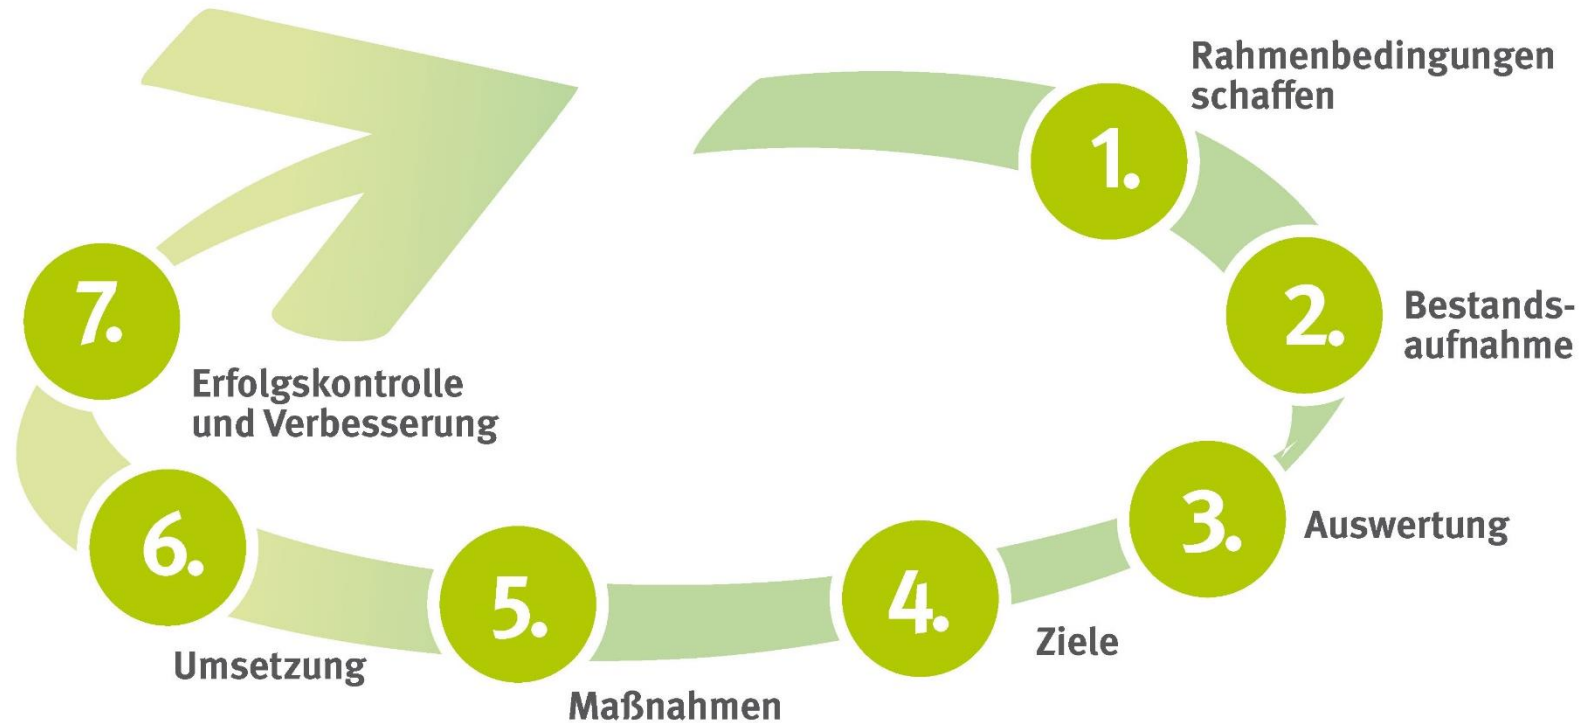 1.
Rahmenbedingungen
schaffen
2.
Bestands-
aufnahme
3.
Auswertung
4.
Ziele
5.
Maßnahmen
6.
Umsetzung
7.
Erfolgskontrolle
und Verbesserung